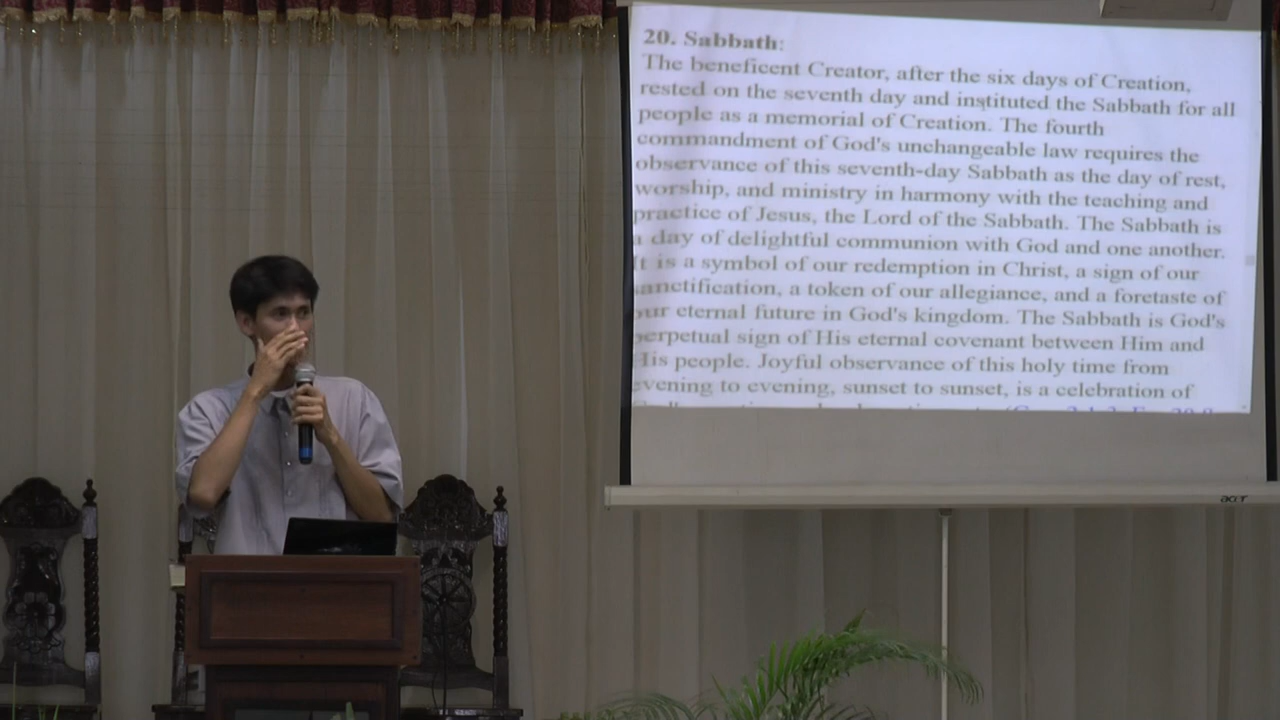 20. Sabbath:
The beneficent Creator, after the six days of Creation,
rested on the seventh day and instituted the Sabbath for all
people as a memorial of Creation. The fourth
commandment of God's unchangeable law requires the
observance of this seventh-day Sabbath as the day of rest,
worship, and ministry in harmony with the teaching and
practice of Jesus, the Lord of the Sabbath. The Sabbath is
a day of delightful communion with God and one another.
It is a symbol of our redemption in Christ, a sign of our
sanctification, a token of our allegiance, and a foretaste of
our eternal future in God's kingdom. The Sabbath is God's
perpetual sign of His eternal covenant between Him and
His people. Joyful observance of this holy time from
evening to evening, sunset to sunset, is a celebration of
acer